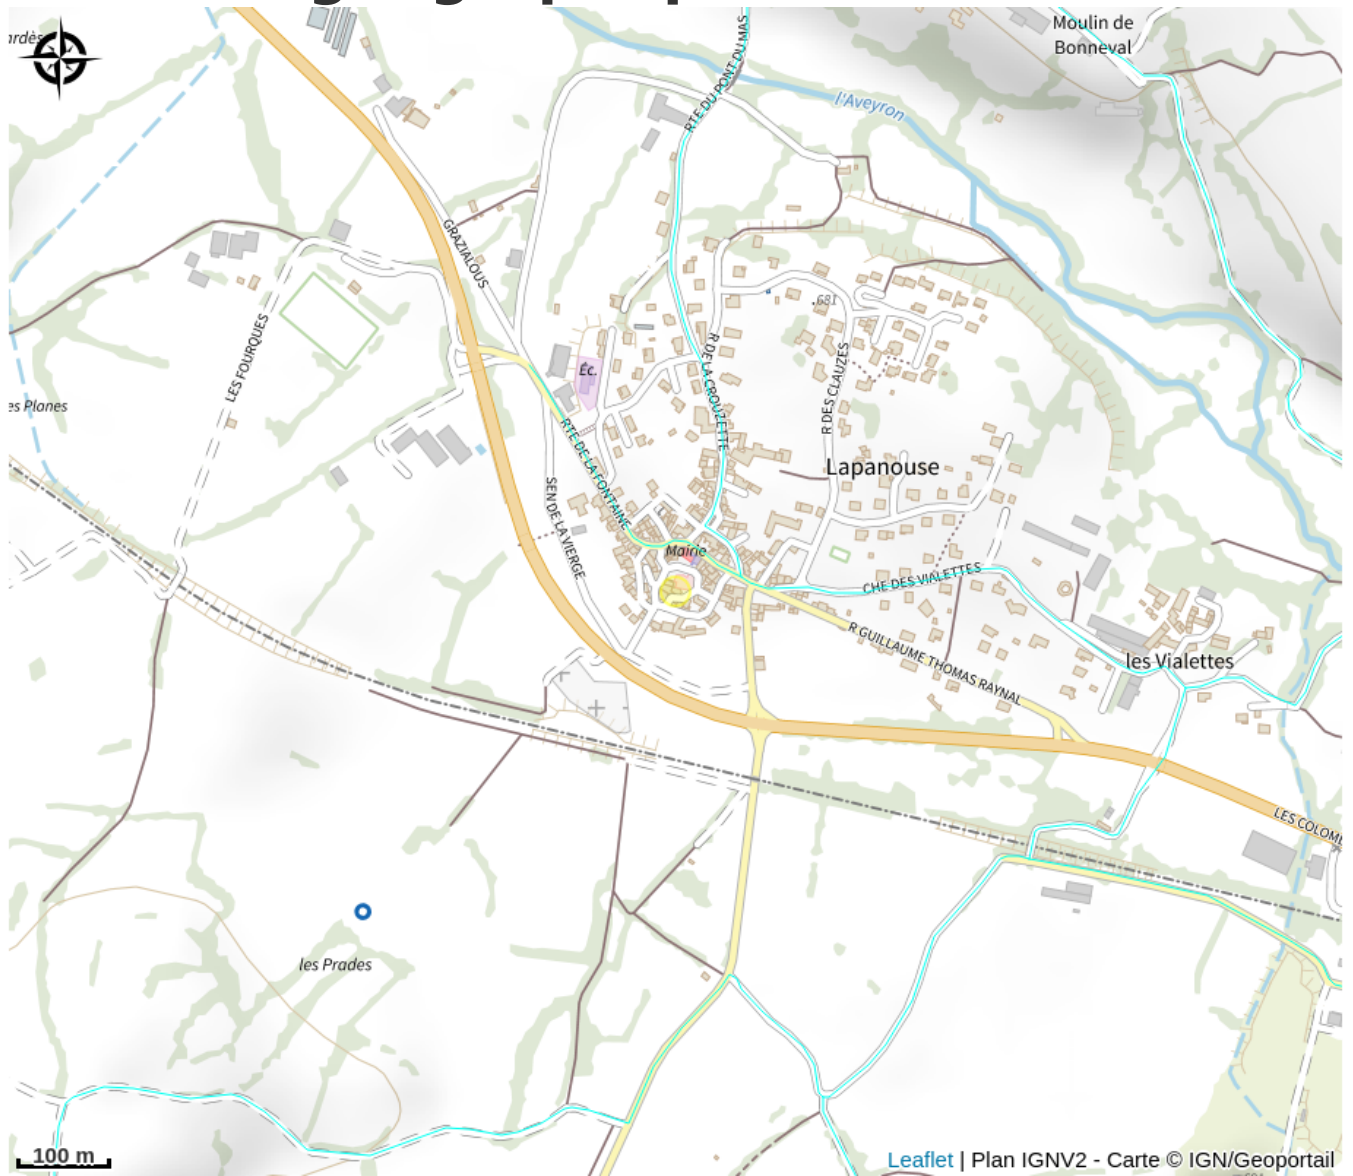 Moulin de
Bonneval
RTE DU PONT DU MAS
l'Aveyron
GRAZIALOUS
681
LES FOURQUES
R DE LA CROUZETTE
R DES CLAUZES
Éc.
es Planes
RTE DE LA FONTAINE
Lapanouse
SEN DE LA VIERGE
Mairie
CHE DES VIALETTES
R GUILLAUME THOMAS RAYNAL
les Vialettes
LES COLOM
les Prades
100 m
Leaflet | Plan IGNV2 - Carte © IGN/Geoportail